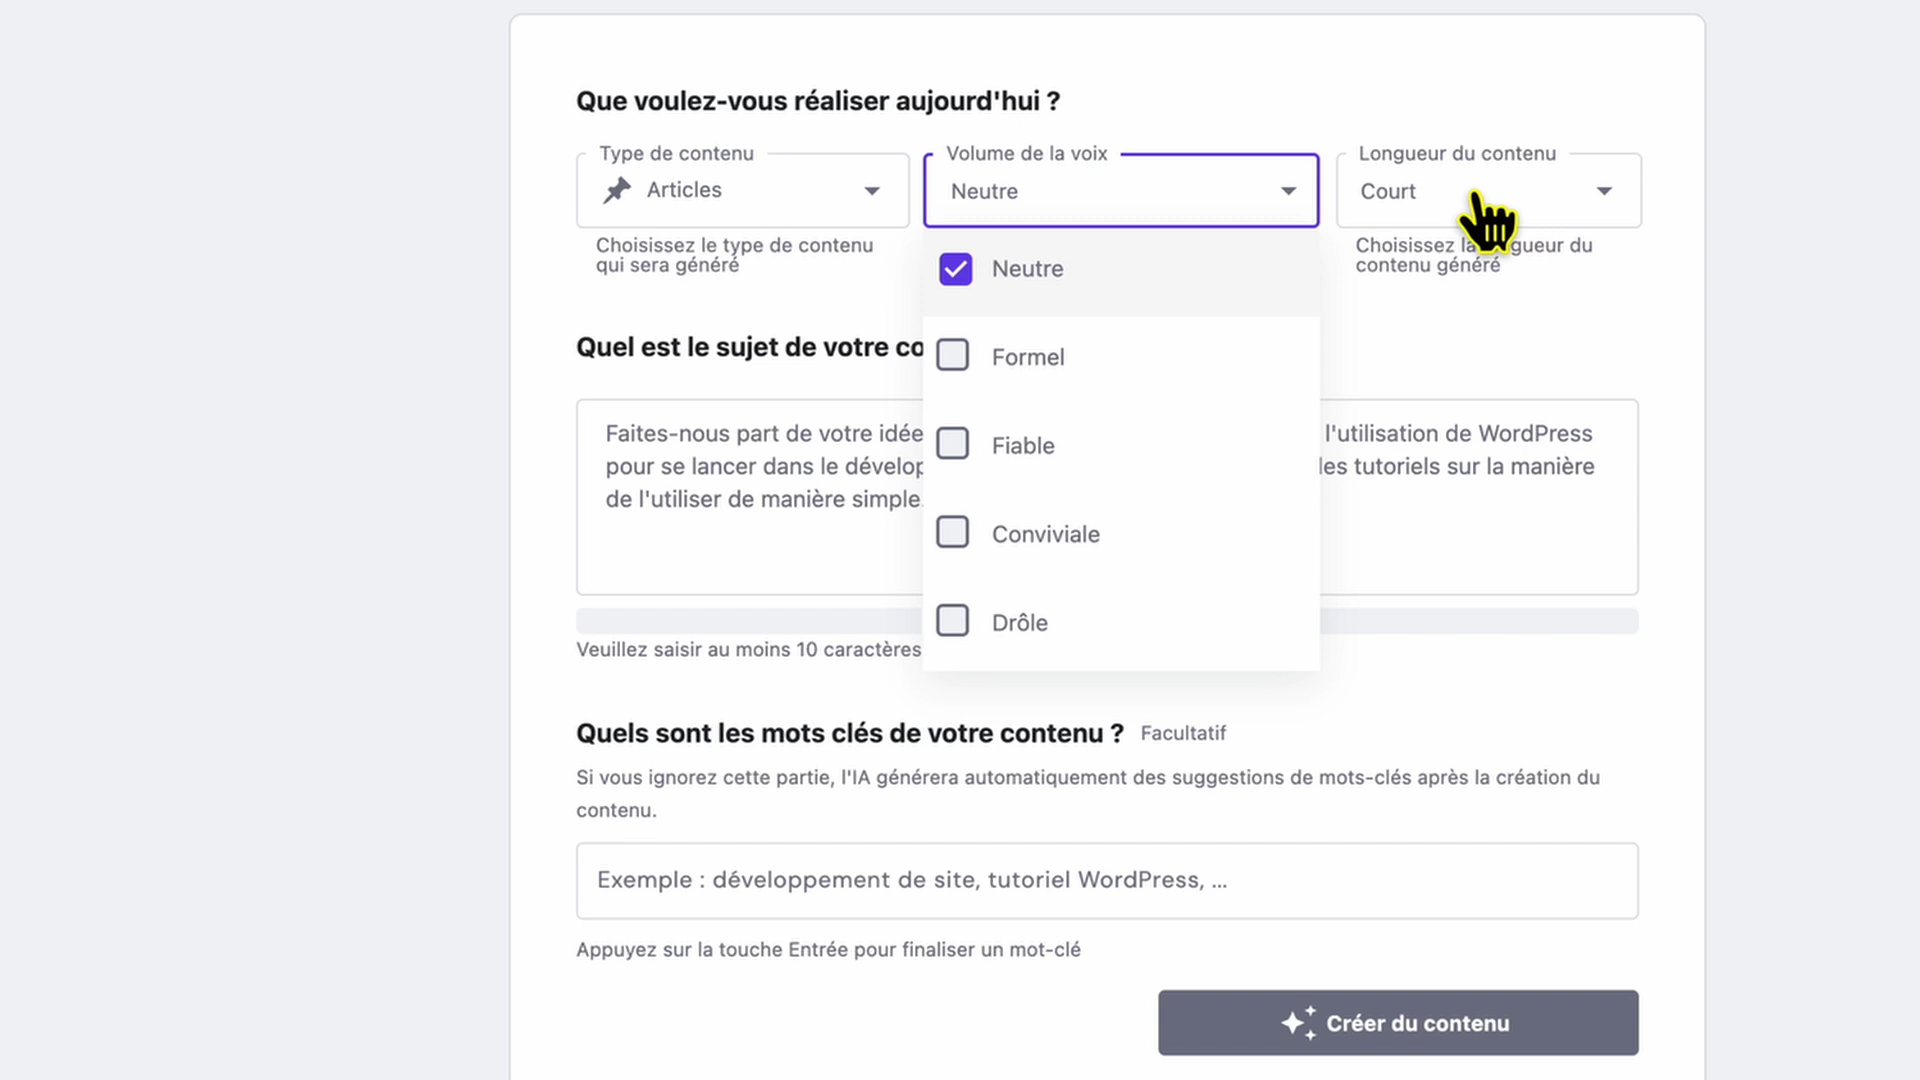 Que voulez-vous réaliser aujourd'hui ?
Type de contenu
Articles
Choisissez le type de contenu
qui sera généré
Volume de la voix
Neutre
Longueur du contenu
Court
Choisissez la longueur du
contenu généré
Neutre
Formel
Fiable
Conviviale
Drôle
Quel est le sujet de votre
Faites-nous part de votre idée l'utilisation de WordPress
pour se lancer dans le tutoriels sur la manière
de l'utiliser de manière simple
Veuillez saisir au moins 10 caractères
Quels sont les mots clés de votre contenu ? Facultatif
Si vous ignorez cette partie, l'IA générera automatiquement des suggestions de mots-clés après la création du
contenu.
Exemple : développement de site, tutoriel WordPress, ...
Appuyez sur la touche Entrée pour finaliser un mot-clé
Créer du contenu